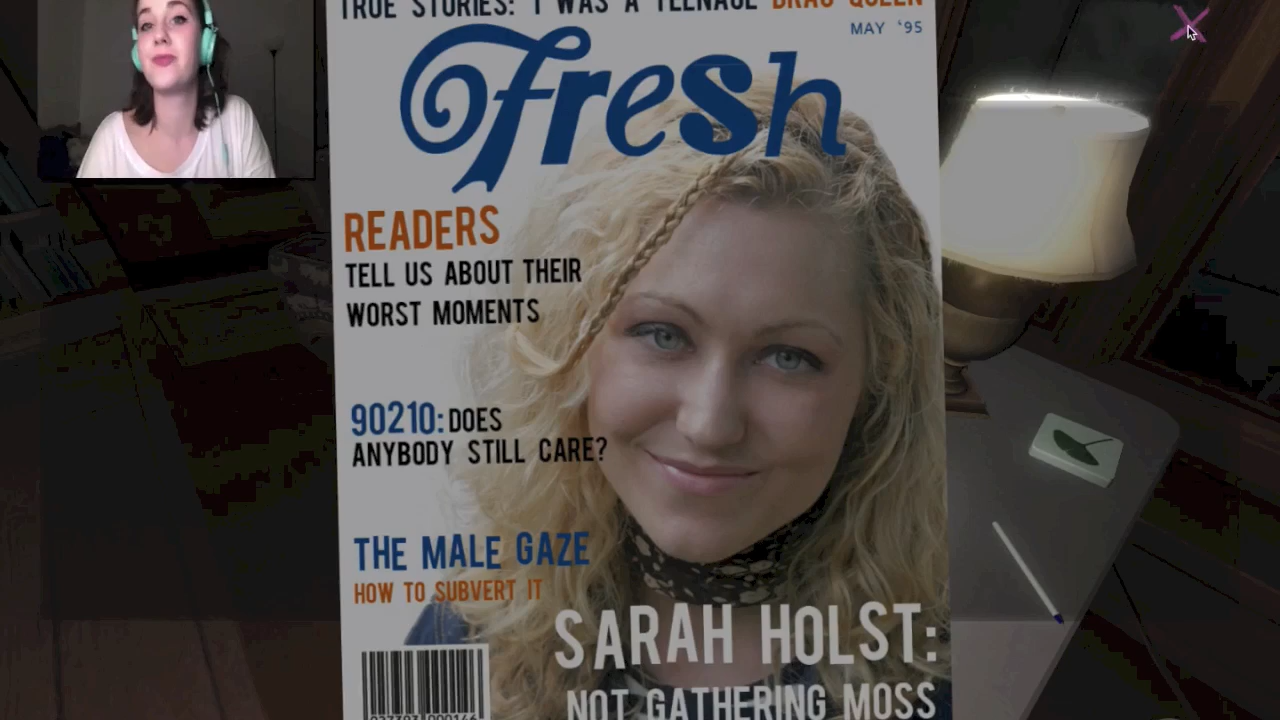 TRUE STORIES: I WAS A TEENAGE DRAG QUEEN
MAY '95
Fresh
READERS
TELL US ABOUT THEIR
WORST MOMENTS
90210: DOES
ANYBODY STILL CARE?
THE MALE GAZE
HOW TO SUBVERT IT
SARAH HOLST:
NOT GATHERING MOSS